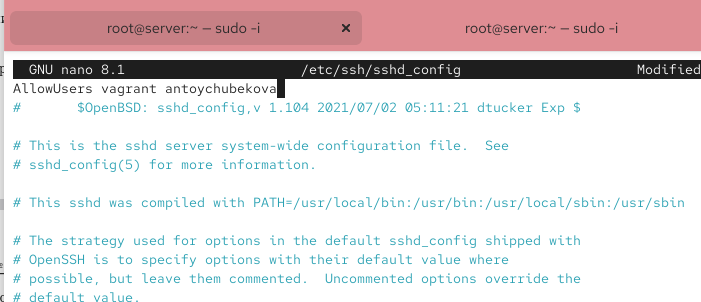 root@server:~ — sudo -i
root@server:~ — sudo -i
GNU nano 8.1 /etc/ssh/sshd_config Modified
AllowUsers vagrant antoychubekova
# $OpenBSD: sshd_config,v 1.104 2021/07/02 05:11:21 dtucker Exp $
# This is the sshd server system-wide configuration file. See
# sshd_config(5) for more information.
# This sshd was compiled with PATH=/usr/local/bin:/usr/bin:/usr/local/sbin:/usr/sbin
# The strategy used for options in the default sshd_config shipped with
# OpenSSH is to specify options with their default value where
# possible, but leave them commented. Uncommented options override the
# default value.